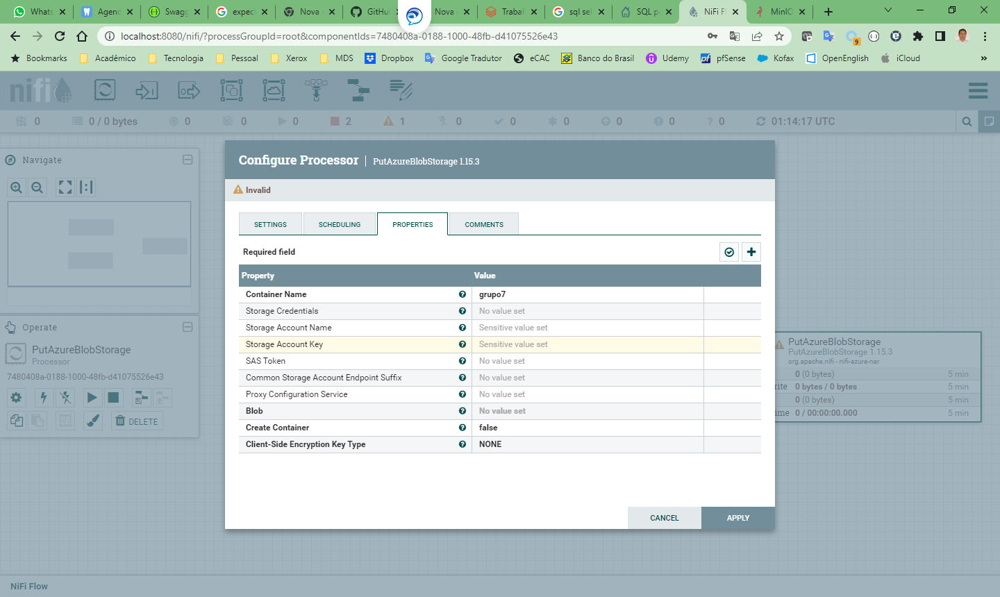 Whats
Agenc
Swagg
expect
Nova
GitHub
Nova
Trabal
sql sel
SQL p
NiFi Fl
MinIC
localhost:8080/nifi/?processGroupId=root&componentIds=7480408a-0188-1000-48fb-d41075526e43
9
Bookmarks Acadêmico Tecnologia Pessoal Xerox MDS Dropbox Google Tradutor eCAC Banco do Brasil Udemy pfSense Kofax OpenEnglish iCloud »
nifi
0 0 / 0 bytes 0 0 0 2 1 0 0 0 0 0 0 01:14:17 UTC
Navigate
Operate
PutAzureBlobStorage
Processor
7480408a-0188-1000-48fb-d41075526e43
DELETE
Configure Processor | PutAzureBlobStorage 1.15.3
Invalid
SETTINGS SCHEDULING PROPERTIES COMMENTS
Required field
Property Value
Container Name grupo7
Storage Credentials No value set
Storage Account Name Sensitive value set
Storage Account Key Sensitive value set
SAS Token No value set
Common Storage Account Endpoint Suffix No value set
Proxy Configuration Service No value set
Blob No value set
Create Container false
Client-Side Encryption Key Type NONE
CANCEL APPLY
PutAzureBlobStorage
PutAzureBlobStorage 1.15.3
org.apache.nifi - nifi-azure-nar
0 (0 bytes) 5 min
rite 0 bytes / 0 bytes 5 min
0 (0 bytes) 5 min
ime 0 / 00:00:00.000 5 min
NiFi Flow